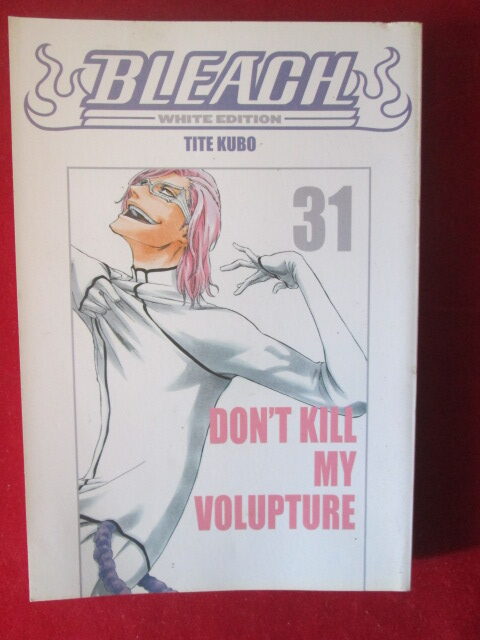 BLEACH
WHITE EDITION
TITE KUBO
31
DON'T KILL
MY
VOLUPTURE